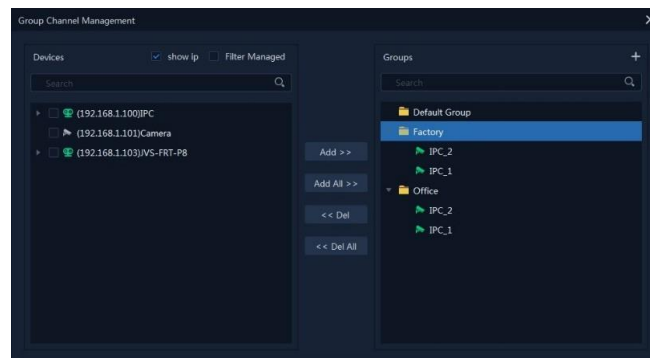 Group Channel Management
Devices
show ip
Filter Managed
Search
(192.168.1.100)IPC
(192.168.1.101)Camera
(192.168.1.103)JVS-FRT-P8
Add >>
Add All >>
<< Del
<< Del All
Groups
Search
Default Group
Factory
IPC_2
IPC_1
Office
IPC_2
IPC_1